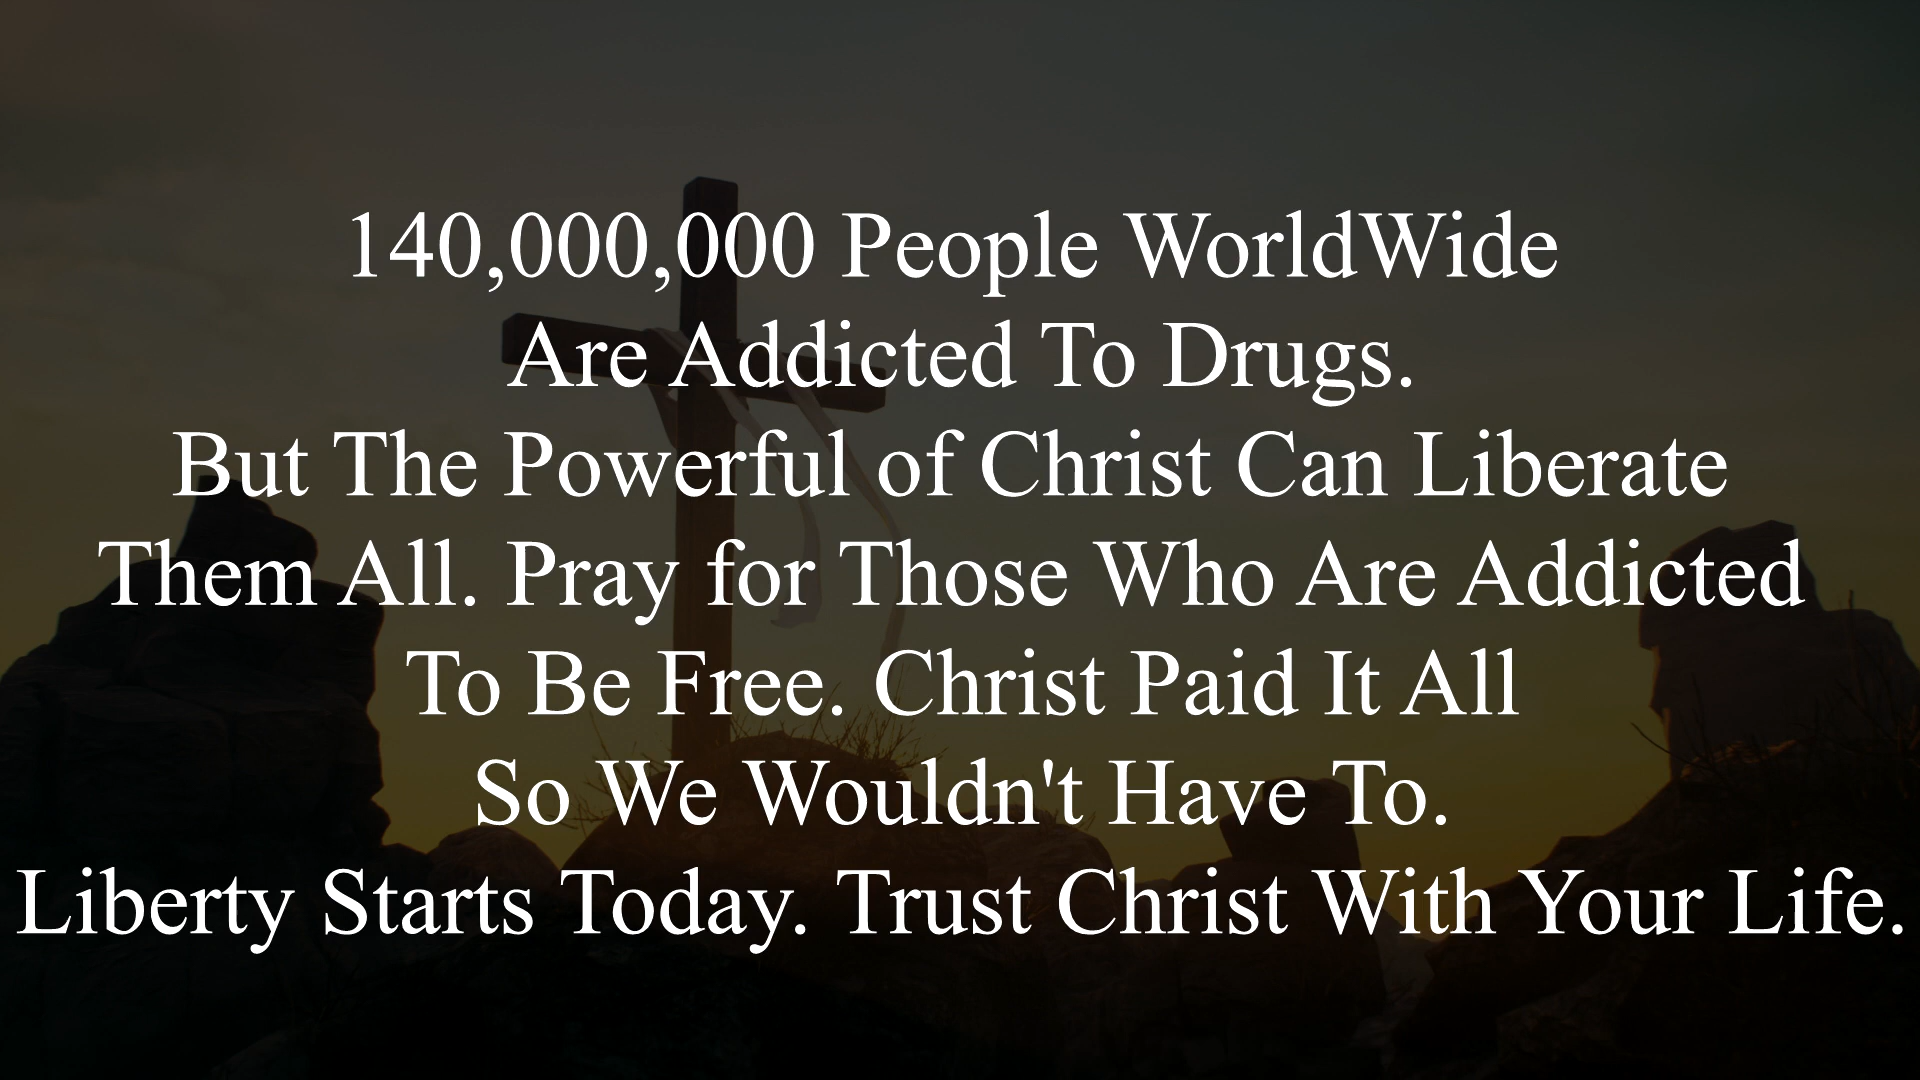 140,000,000 People WorldWide
Are Addicted To Drugs.
But The Powerful of Christ Can Liberate
Them All. Pray for Those Who Are Addicted
To Be Free. Christ Paid It All
So We Wouldn't Have To.
Liberty Starts Today. Trust Christ With Your Life.